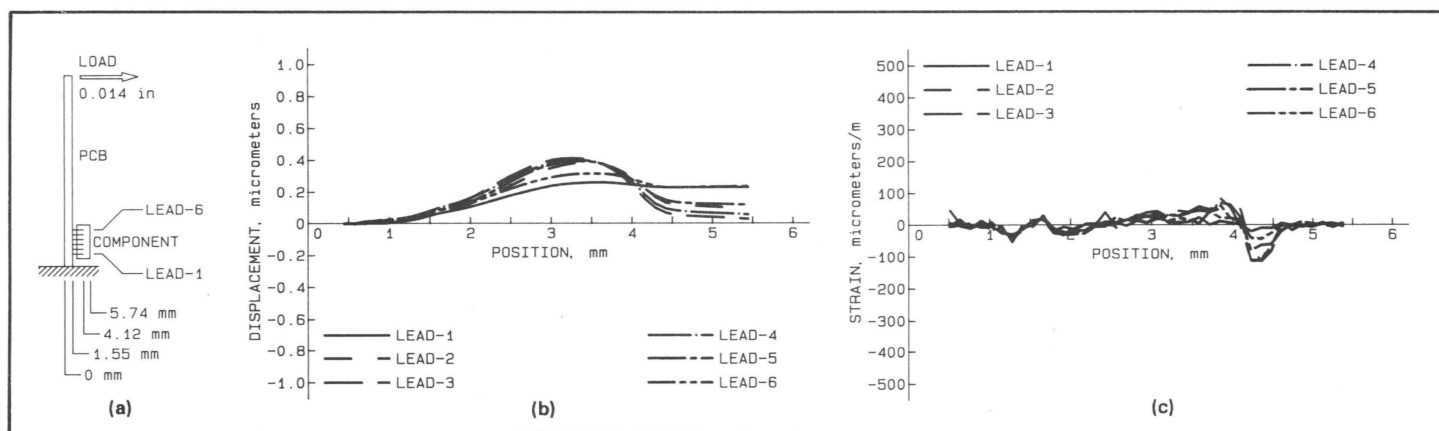 LOAD
0.014 in
PCB
LEAD-6
COMPONENT
LEAD-1
5.74 mm
4.12 mm
1.55 mm
0 mm
(a)
DISPLACEMENT, micrometers
1.0
0.8
0.6
0.4
0.2
0
-0.2
-0.4
-0.6
-0.8
-1.0
1
2
3
4
5
6
POSITION, mm
LEAD-1
LEAD-2
LEAD-3
LEAD-4
LEAD-5
LEAD-6
(b)
STRAIN, micrometers/m
500
400
300
200
100
0
-100
-200
-300
-400
-500
0
1
2
3
4
5
6
POSITION, mm
LEAD-1
LEAD-2
LEAD-3
LEAD-4
LEAD-5
LEAD-6
(c)